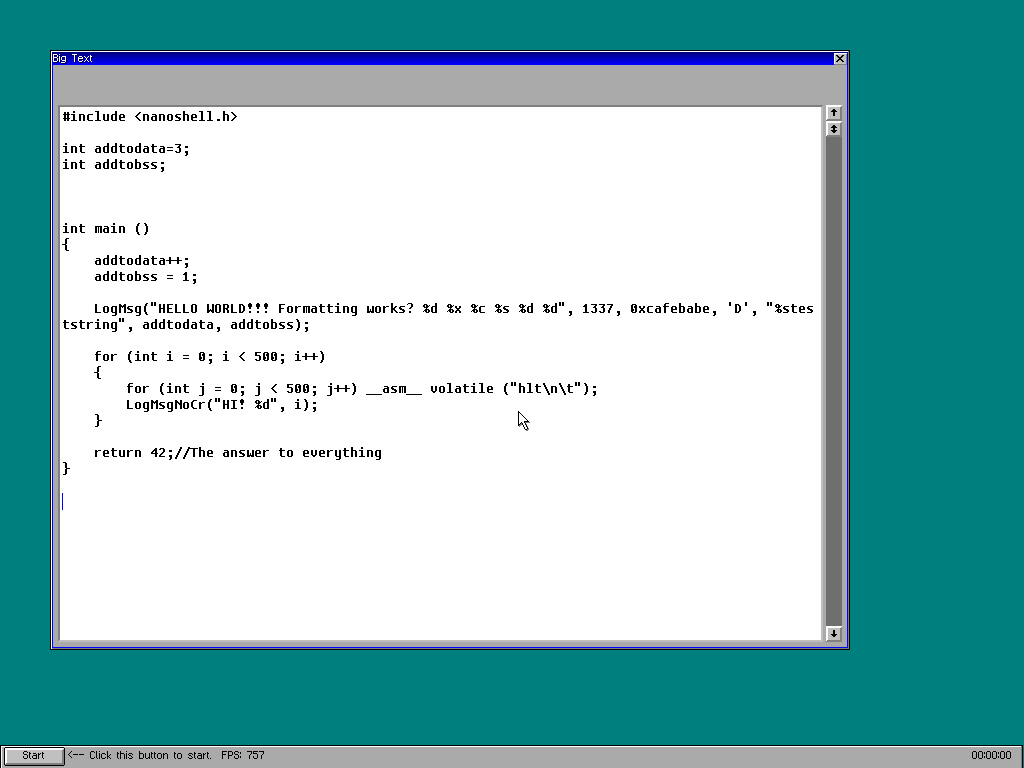 Big Text
#include <nanoshell.h>
int addtodata=3;
int addtobss;
int main ()
{
    addtodata++;
    addtobss = 1;
    LogMsg("HELLO WORLD!!! Formatting works? %d %x %c %s %d %d", 1337, 0xcafebabe, 'D', "%stes
tstring", addtodata, addtobss);
    for (int i = 0; i < 500; i++)
    {
        for (int j = 0; j < 500; j++) __asm__ volatile ("hlt\n\t");
        LogMsgNoCr("HI! %d", i);
    }
    return 42;//The answer to everything
}
Start <-- Click this button to start. FPS: 757 00:00:00